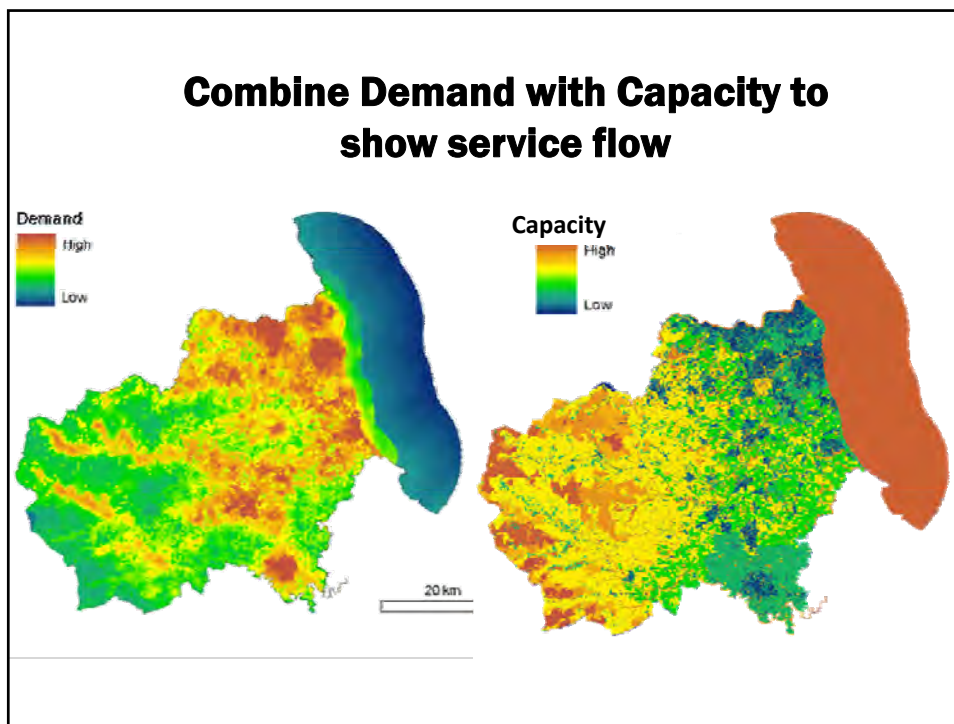 Combine Demand with Capacity to
show service flow
Demand
High
Low
Capacity
High
Low
20 km